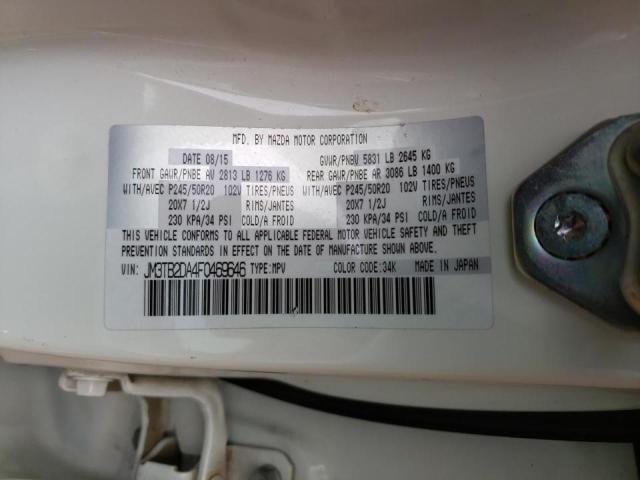 MFD. BY MAZDA MOTOR CORPORATION
DATE 08/15 GVWR/PNBV 5831 LB 2645 KG
FRONT GAWR/PNBE AV 2813 LB 1276 KG REAR GAWR/PNBE AR 3086 LB 1400 KG
WITH/AVEC P245/50R20 102V TIRES/PNEUS WITH/AVEC P245/50R20 102V TIRES/PNEUS
20X7 1/2J RIMS/JANTES 20X7 1/2J RIMS/JANTES
230 KPA/34 PSI COLD/A FROID 230 KPA/34 PSI COLD/A FROID
THIS VEHICLE CONFORMS TO ALL APPLICABLE FEDERAL MOTOR VEHICLE SAFETY AND THEFT
PREVENTION STANDARDS IN EFFECT ON THE DATE OF MANUFACTURE SHOWN ABOVE.
VIN: JM3TB2DA4F0469646 TYPE:MPV COLOR CODE:34K MADE IN JAPAN